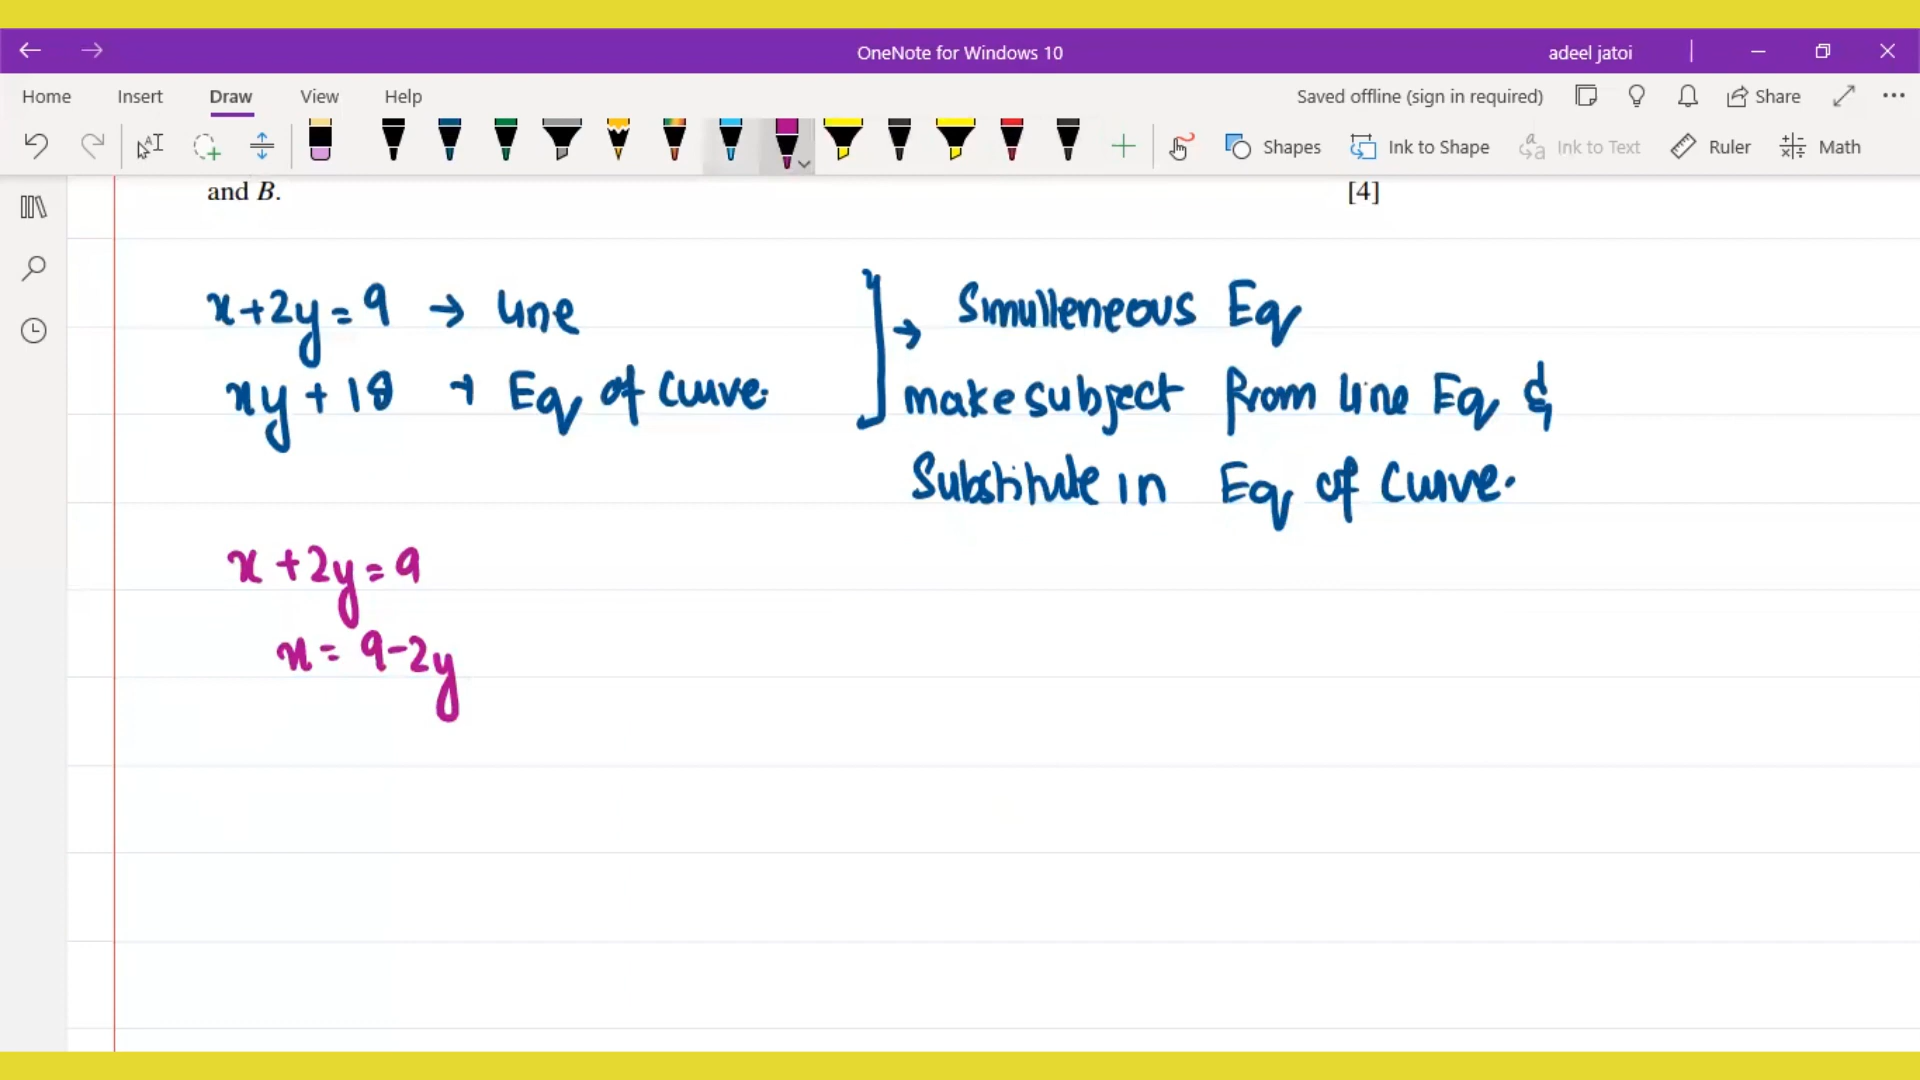 OneNote for Windows 10
adeel jatoi
Home Insert Draw View Help
Saved offline (sign in required) Share
Shapes Ink to Shape Ink to Text Ruler Math
and B. [4]
x+2y=9 → Line
xy+18 → Eq of Curve.
→ Simulleneous Eq
make subject From line Eq &
Substitute in Eq of Curve.
x+2y=9
x=9-2y